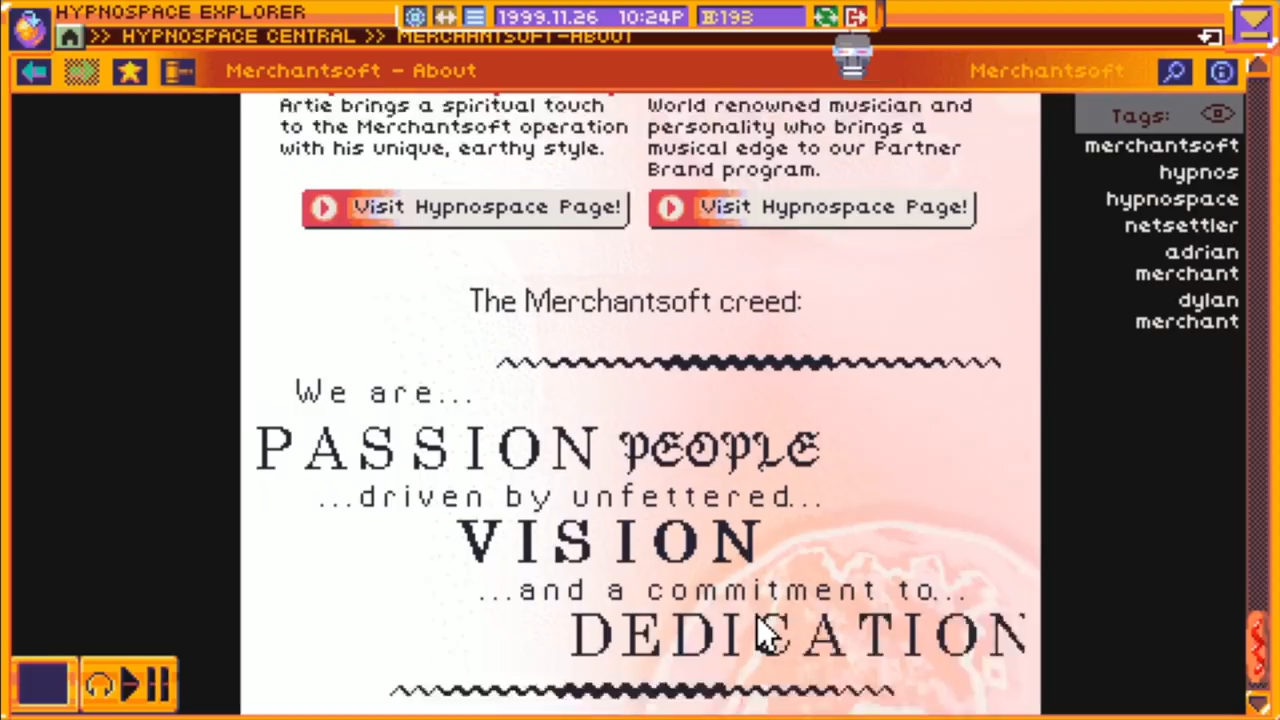 HYPNOSPACE EXPLORER
1999.11.26 10:24P
193
>> HYPNOSPACE CENTRAL >> MERCHANTSOFT-ABOUT
Merchantsoft - About
Merchantsoft
Tags:
merchantsoft
hypnos
hypnospace
netsettler
adrian
merchant
dylan
merchant
Artie brings a spiritual touch
to the Merchantsoft operation
with his unique, earthy style.
Visit Hypnospace Page!
World renowned musician and
personality who brings a
musical edge to our Partner
Brand program.
Visit Hypnospace Page!
The Merchantsoft creed:
We are...
PASSION PEOPLE
...driven by unfettered...
VISION
...and a commitment to...
DEDICATION